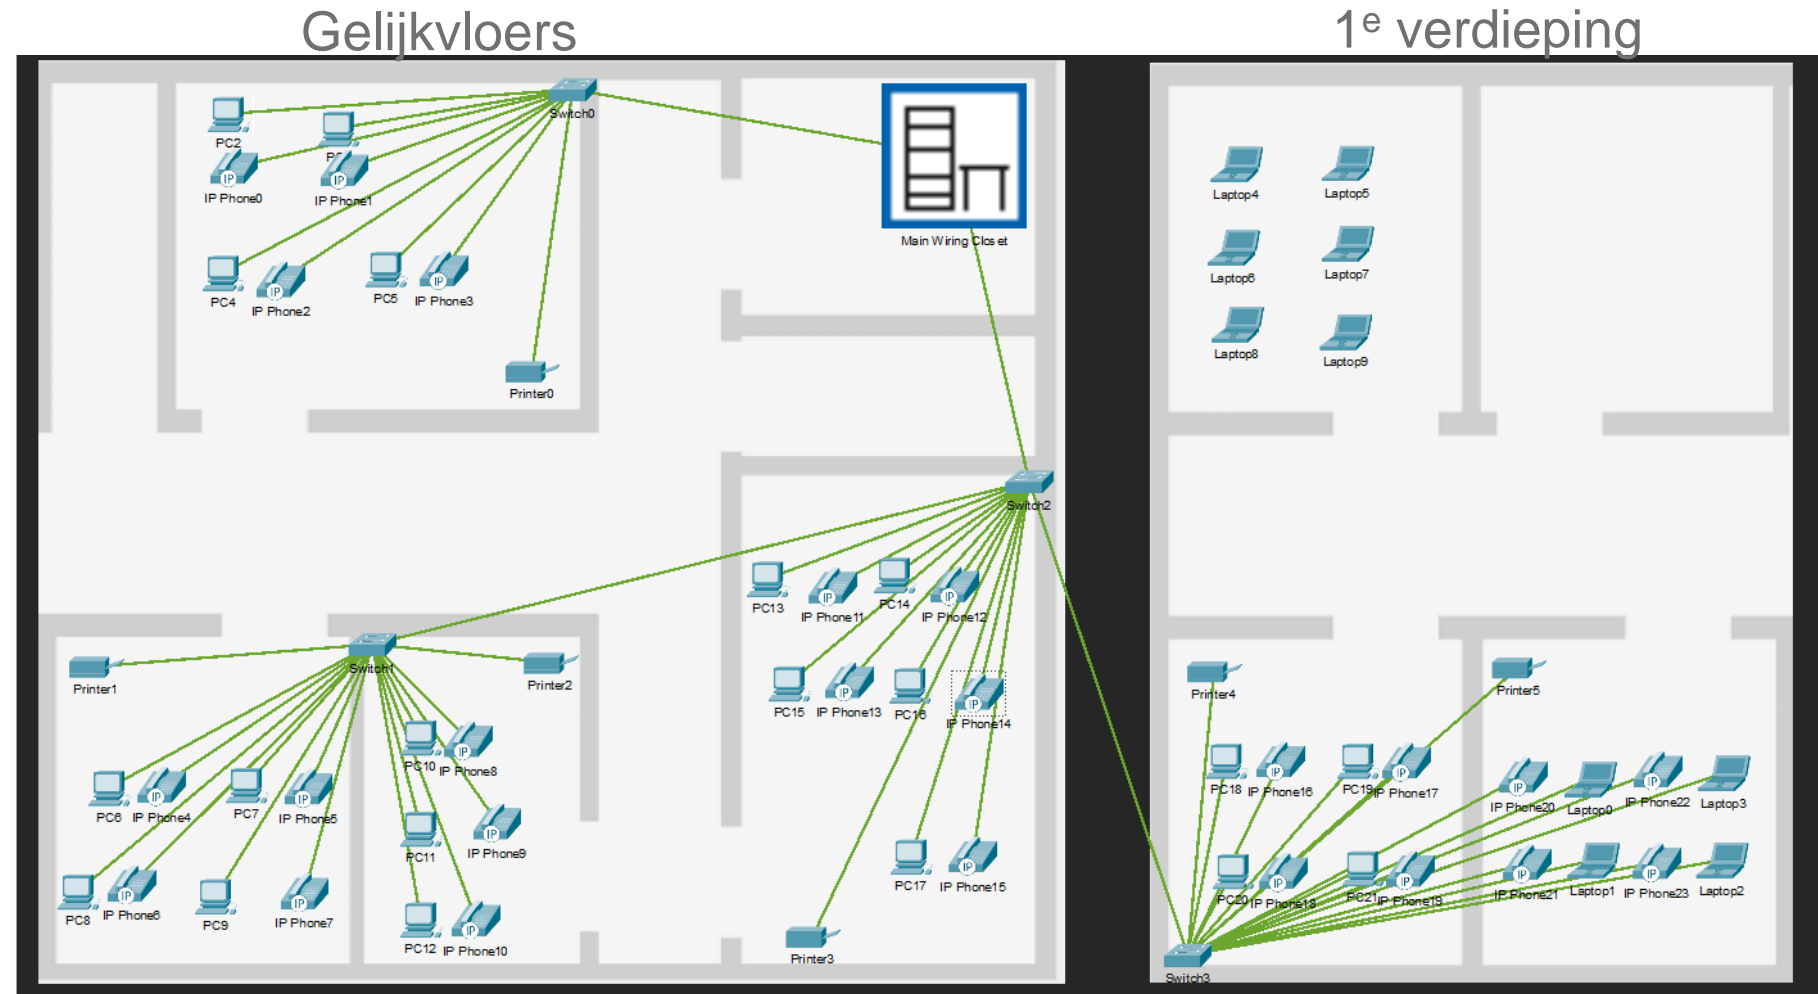 Gelijkvloers
1e verdieping
Switch0
PC2
IP Phone0
IP Phone1
PC4
IP Phone2
PC5
IP Phone3
Printer0
Main Wiring Closet
Laptop4
Laptop5
Laptop6
Laptop7
Laptop8
Laptop9
Switch2
PC13
IP Phone11
PC14
IP Phone12
PC15
IP Phone13
PC16
IP Phone14
PC17
IP Phone15
Printer3
Switch1
Printer1
Printer2
PC6
IP Phone4
PC7
IP Phone5
PC8
IP Phone6
PC9
IP Phone7
PC10
IP Phone8
PC11
IP Phone9
PC12
IP Phone10
Printer4
Printer5
PC18
IP Phone16
PC19
IP Phone17
IP Phone20
Laptop0
IP Phone22
Laptop3
PC20
IP Phone18
PC21
IP Phone19
IP Phone21
Laptop1
IP Phone23
Laptop2
Switch3